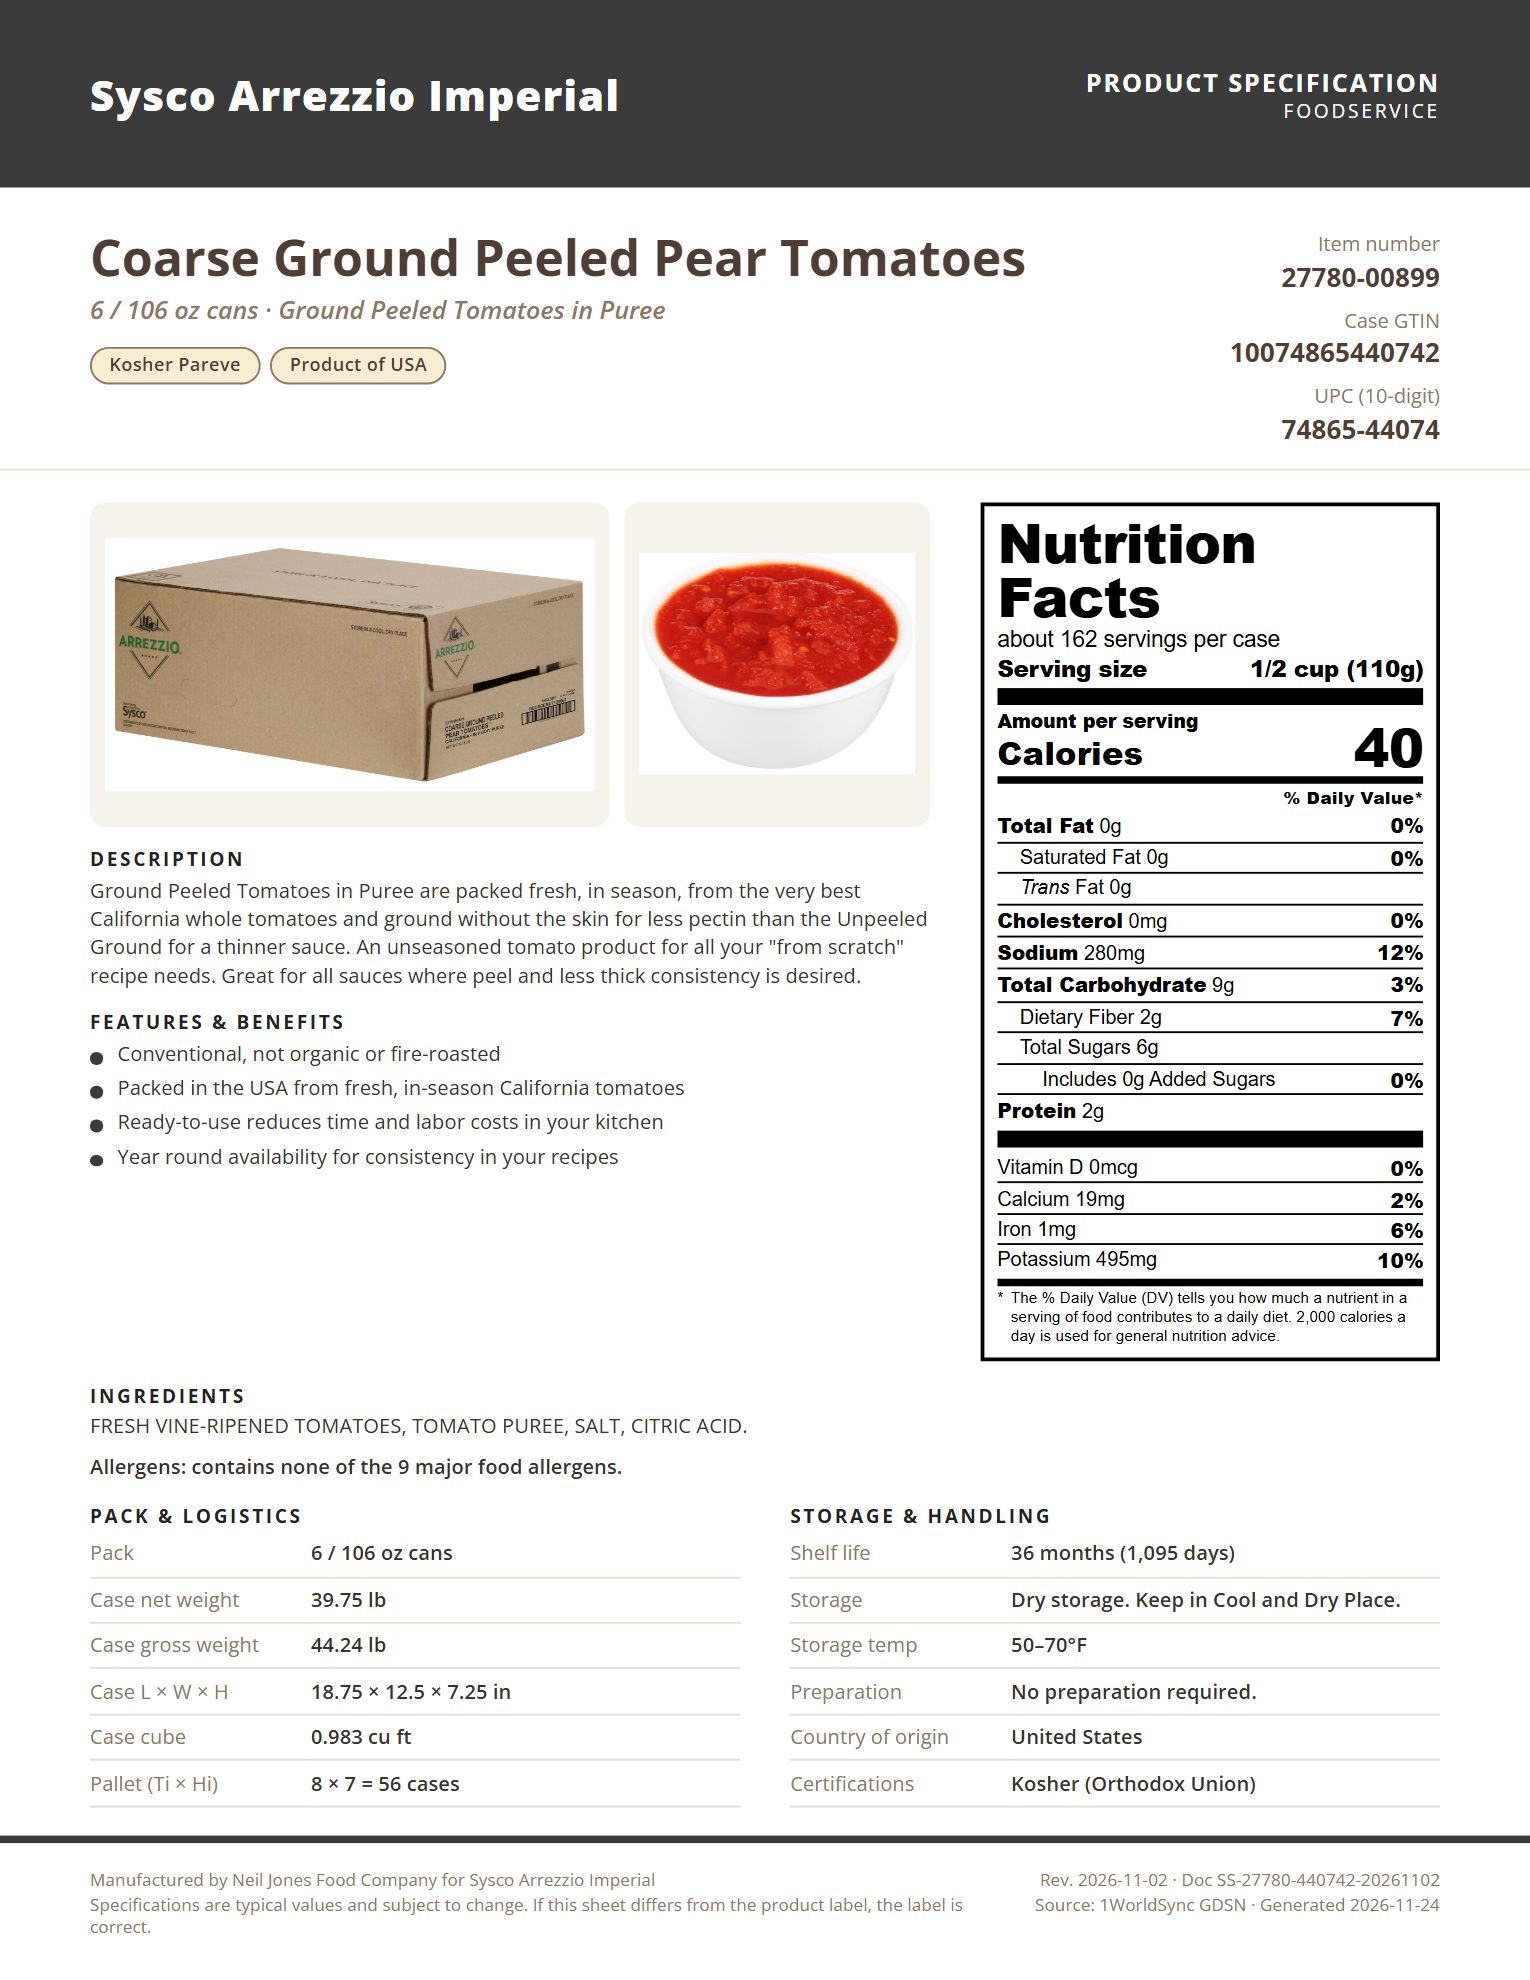 Sysco Arrezzio Imperial
PRODUCT SPECIFICATION
FOODSERVICE
Coarse Ground Peeled Pear Tomatoes
6 / 106 oz cans · Ground Peeled Tomatoes in Puree
Kosher Pareve
Product of USA
Item number
27780-00899
Case GTIN
10074865440742
UPC (10-digit)
74865-44074
STORE IN A COOL, DRY PLACE
ARREZZIO
ARREZZIO
Sysco
COARSE GROUND PEELED
PEAR TOMATOES
DESCRIPTION
Ground Peeled Tomatoes in Puree are packed fresh, in season, from the very best
California whole tomatoes and ground without the skin for less pectin than the Unpeeled
Ground for a thinner sauce. An unseasoned tomato product for all your "from scratch"
recipe needs. Great for all sauces where peel and less thick consistency is desired.
FEATURES & BENEFITS
Conventional, not organic or fire-roasted
Packed in the USA from fresh, in-season California tomatoes
Ready-to-use reduces time and labor costs in your kitchen
Year round availability for consistency in your recipes
Nutrition
Facts
about 162 servings per case
Serving size 1/2 cup (110g)
Amount per serving
Calories 40
% Daily Value*
Total Fat 0g 0%
Saturated Fat 0g 0%
Trans Fat 0g
Cholesterol 0mg 0%
Sodium 280mg 12%
Total Carbohydrate 9g 3%
Dietary Fiber 2g 7%
Total Sugars 6g
Includes 0g Added Sugars 0%
Protein 2g
Vitamin D 0mcg 0%
Calcium 19mg 2%
Iron 1mg 6%
Potassium 495mg 10%
* The % Daily Value (DV) tells you how much a nutrient in a
serving of food contributes to a daily diet. 2,000 calories a
day is used for general nutrition advice.
INGREDIENTS
FRESH VINE-RIPENED TOMATOES, TOMATO PUREE, SALT, CITRIC ACID.
Allergens: contains none of the 9 major food allergens.
PACK & LOGISTICS
Pack 6 / 106 oz cans
Case net weight 39.75 lb
Case gross weight 44.24 lb
Case L × W × H 18.75 × 12.5 × 7.25 in
Case cube 0.983 cu ft
Pallet (Ti × Hi) 8 × 7 = 56 cases
STORAGE & HANDLING
Shelf life 36 months (1,095 days)
Storage Dry storage. Keep in Cool and Dry Place.
Storage temp 50–70°F
Preparation No preparation required.
Country of origin United States
Certifications Kosher (Orthodox Union)
Manufactured by Neil Jones Food Company for Sysco Arrezzio Imperial
Specifications are typical values and subject to change. If this sheet differs from the product label, the label is
correct.
Rev. 2026-11-02 · Doc SS-27780-440742-20261102
Source: 1WorldSync GDSN · Generated 2026-11-24